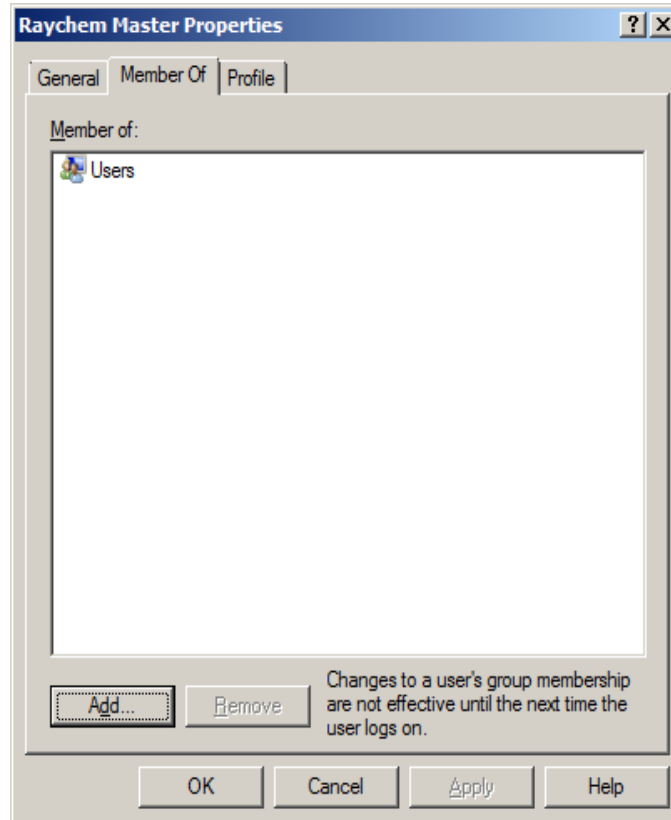 Raychem Master Properties
? X
General Member Of Profile
Member of:
Users
Add... Remove
Changes to a user's group membership
are not effective until the next time the
user logs on.
OK Cancel Apply Help